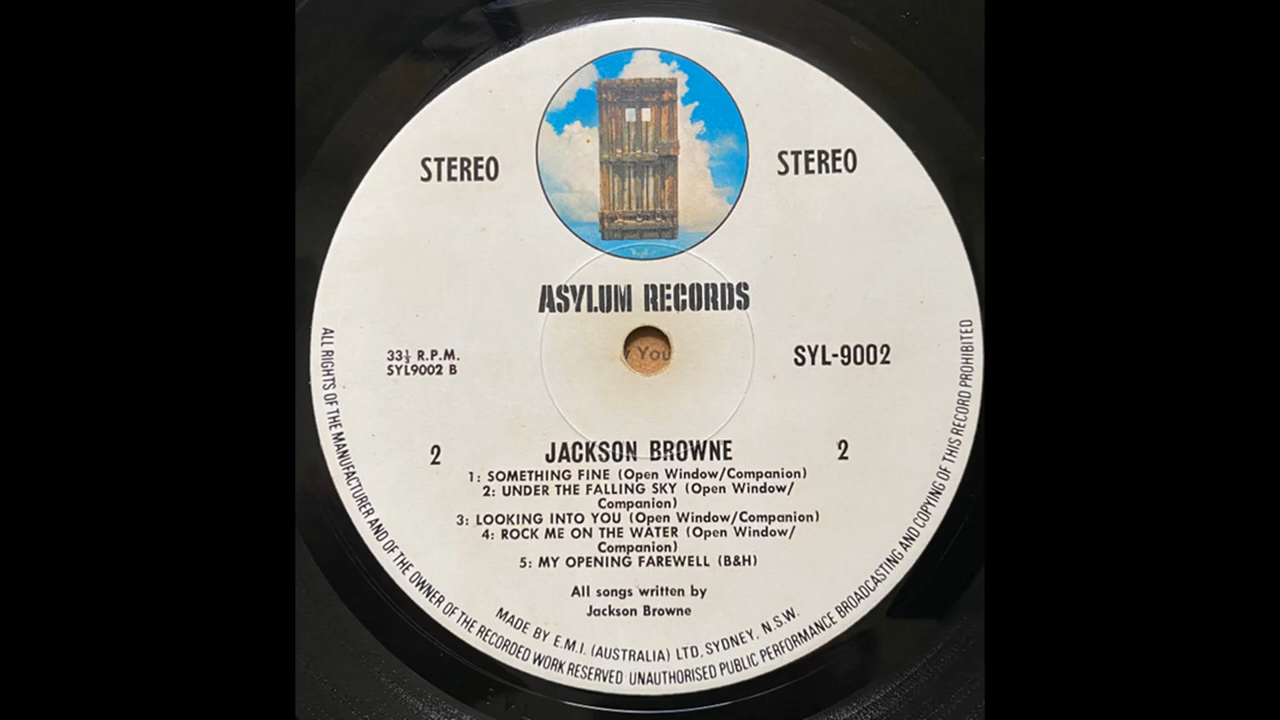 STEREO
STEREO
ASYLUM RECORDS
33⅓ R.P.M.
SYL9002 B
You
SYL-9002
2
JACKSON BROWNE
2
1: SOMETHING FINE (Open Window/Companion)
2: UNDER THE FALLING SKY (Open Window/
Companion)
3: LOOKING INTO YOU (Open Window/Companion)
4: ROCK ME ON THE WATER (Open Window/
Companion)
5: MY OPENING FAREWELL (B&H)
All songs written by
Jackson Browne
MADE BY E.M.I. (AUSTRALIA) LTD, SYDNEY, N.S.W.
ALL RIGHTS OF THE MANUFACTURER AND OF THE OWNER OF THE RECORDED WORK RESERVED UNAUTHORISED PUBLIC PERFORMANCE BROADCASTING AND COPYING OF THIS RECORD PROHIBITED